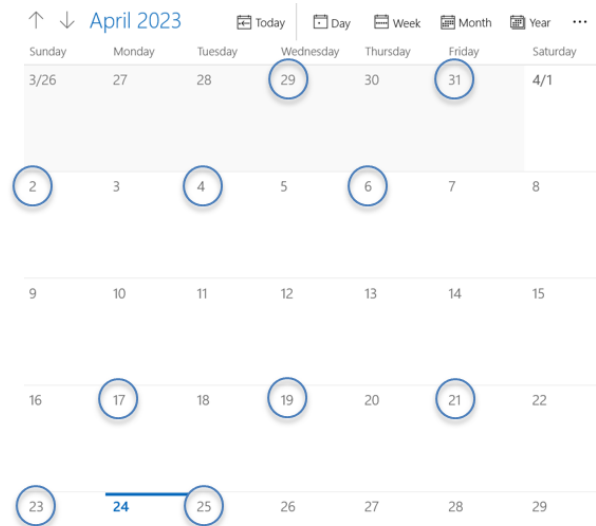 April 2023 Today Day Week Month Year ...
Sunday Monday Tuesday Wednesday Thursday Friday Saturday
3/26 27 28 29 30 31 4/1
2 3 4 5 6 7 8
9 10 11 12 13 14 15
16 17 18 19 20 21 22
23 24 25 26 27 28 29